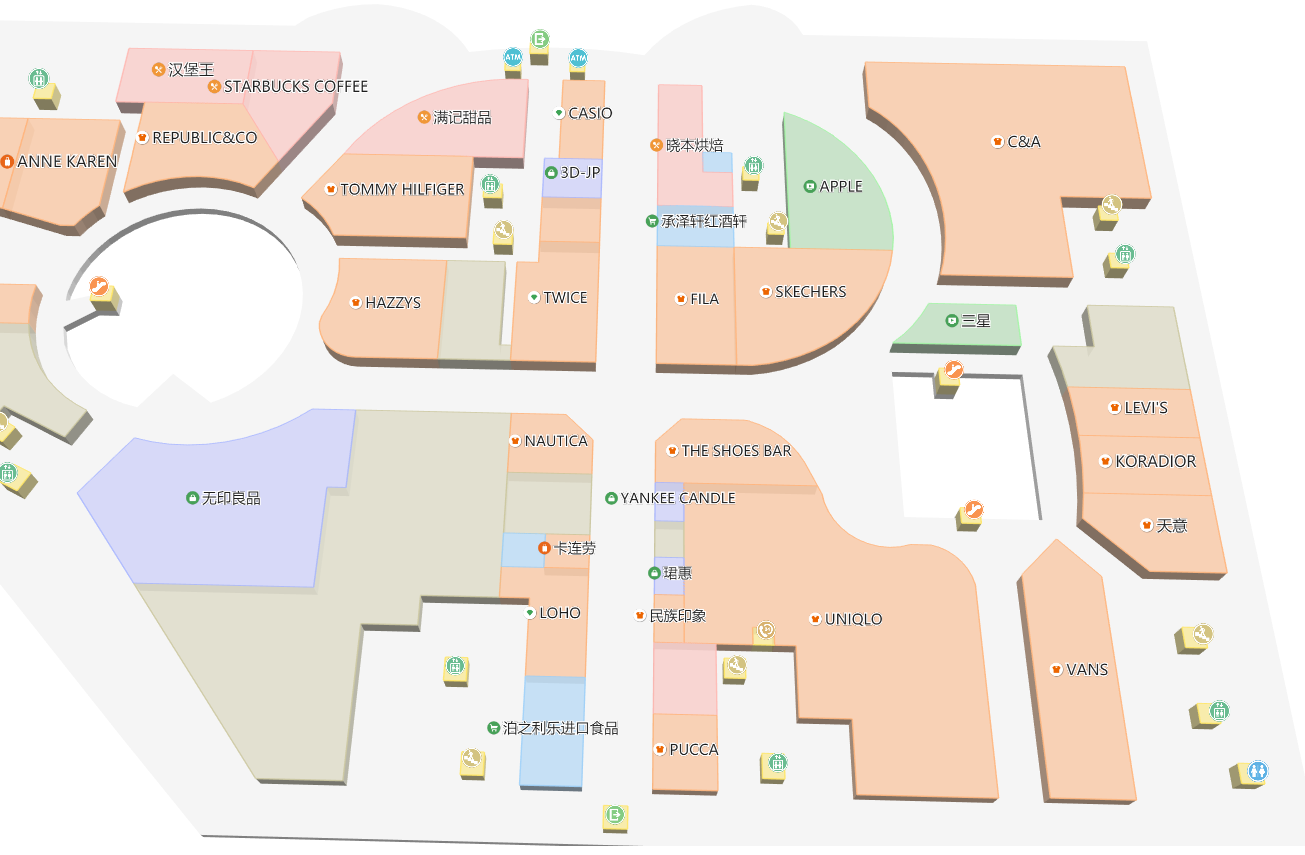 ATM
ATM
汉堡王
STARBUCKS COFFEE
满记甜品
CASIO
REPUBLIC&CO
晓本烘焙
C&A
ANNE KAREN
3D-JP
TOMMY HILFIGER
APPLE
承泽轩红酒轩
HAZZYS
TWICE
FILA
SKECHERS
三星
LEVI'S
NAUTICA
THE SHOES BAR
KORADIOR
无印良品
YANKEE CANDLE
天意
卡连劳
珺惠
LOHO
民族印象
UNIQLO
VANS
泊之利乐进口食品
PUCCA